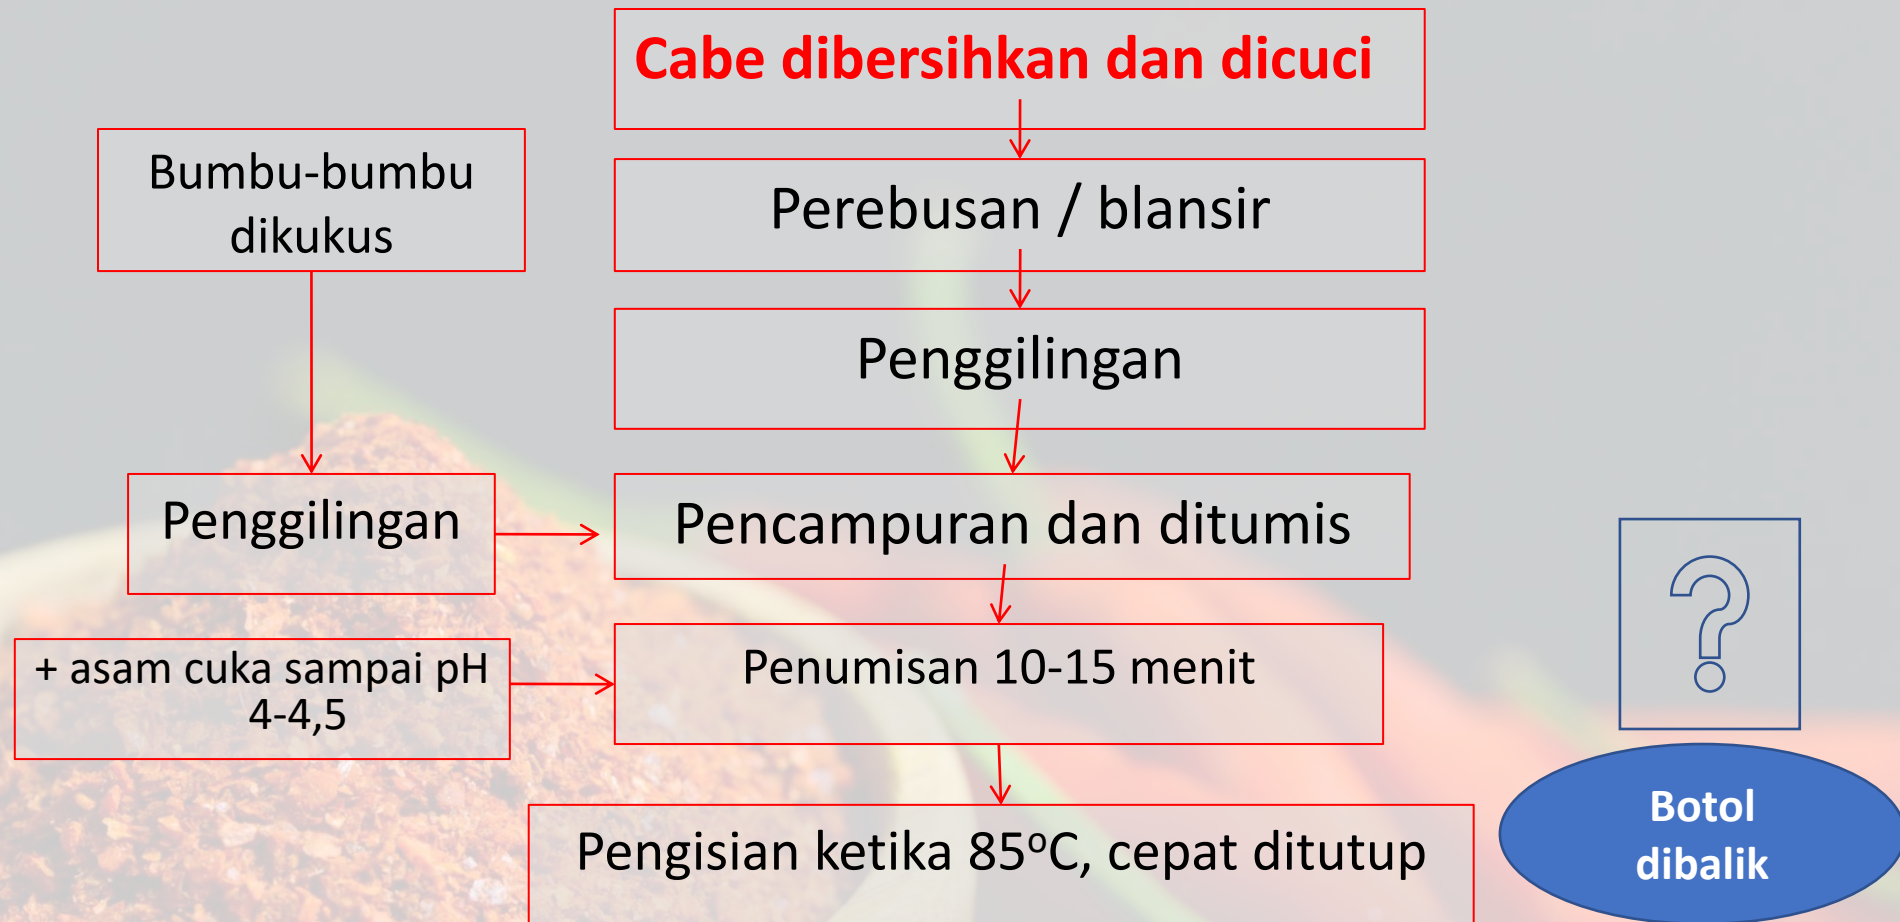 Cabe dibersihkan dan dicuci
Bumbu-bumbu
dikukus
Perebusan / blansir
Penggilingan
Penggilingan
Pencampuran dan ditumis
+ asam cuka sampai pH
4-4,5
Penumisan 10-15 menit
?
Pengisian ketika 85°C, cepat ditutup
Botol
dibalik